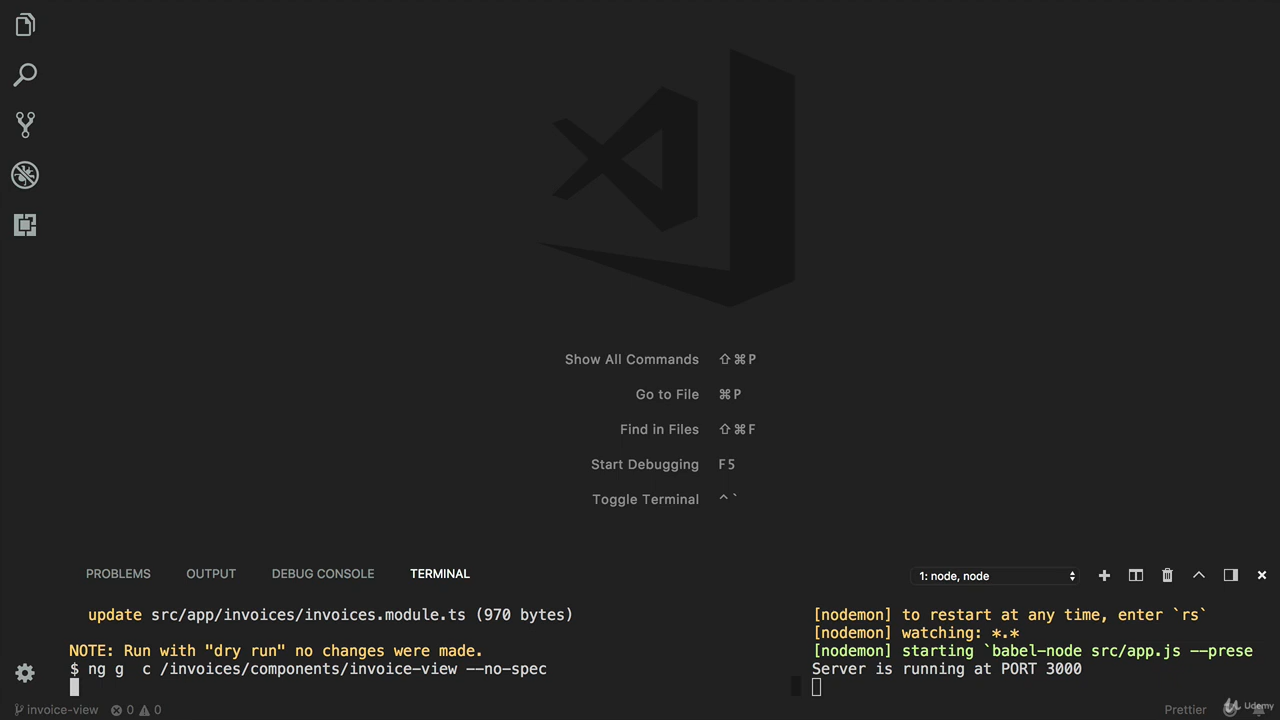 Show All Commands ⇧⌘P
Go to File ⌘P
Find in Files ⇧⌘F
Start Debugging F5
Toggle Terminal ^`
PROBLEMS OUTPUT DEBUG CONSOLE TERMINAL
1: node, node
update src/app/invoices/invoices.module.ts (970 bytes)
NOTE: Run with "dry run" no changes were made.
$ ng g  c /invoices/components/invoice-view --no-spec
[nodemon] to restart at any time, enter `rs`
[nodemon] watching: *.*
[nodemon] starting `babel-node src/app.js --prese
Server is running at PORT 3000
invoice-view 0 0
Prettier
Udemy